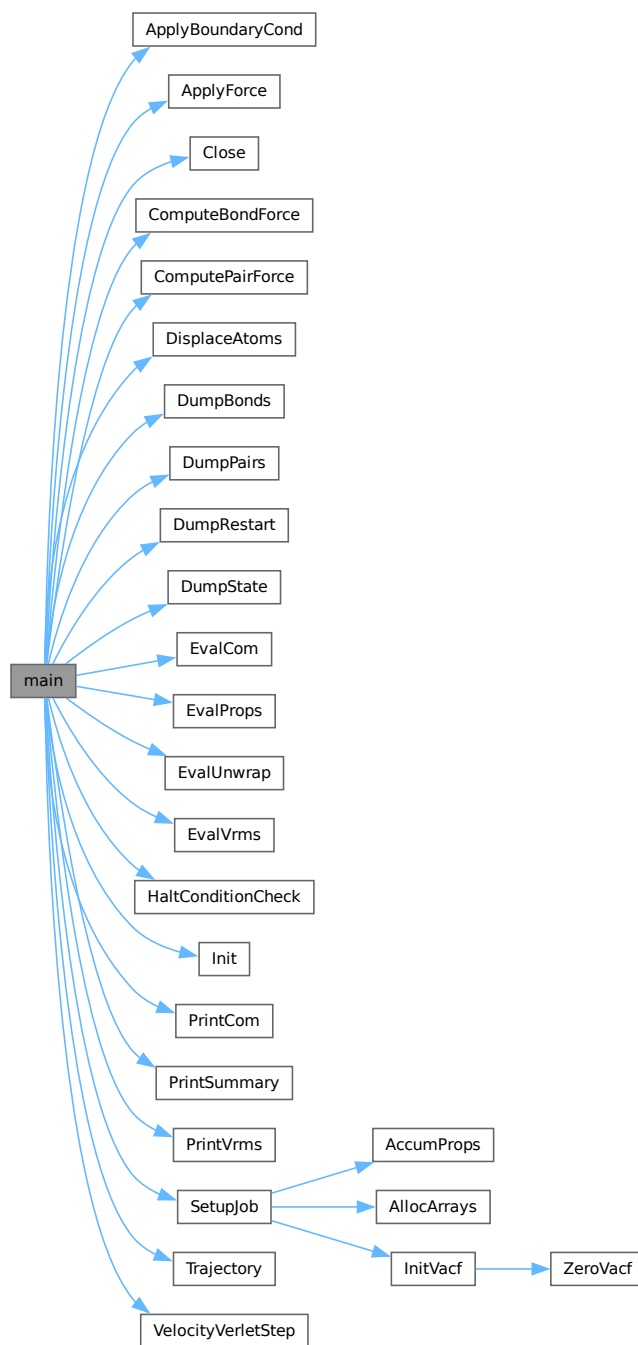 ApplyBoundaryCond
ApplyForce
Close
ComputeBondForce
ComputePairForce
DisplaceAtoms
DumpBonds
DumpPairs
DumpRestart
DumpState
EvalCom
main
EvalProps
EvalUnwrap
EvalVrms
HaltConditionCheck
Init
PrintCom
PrintSummary
PrintVrms
AccumProps
SetupJob
AllocArrays
Trajectory
InitVacf
ZeroVacf
VelocityVerletStep